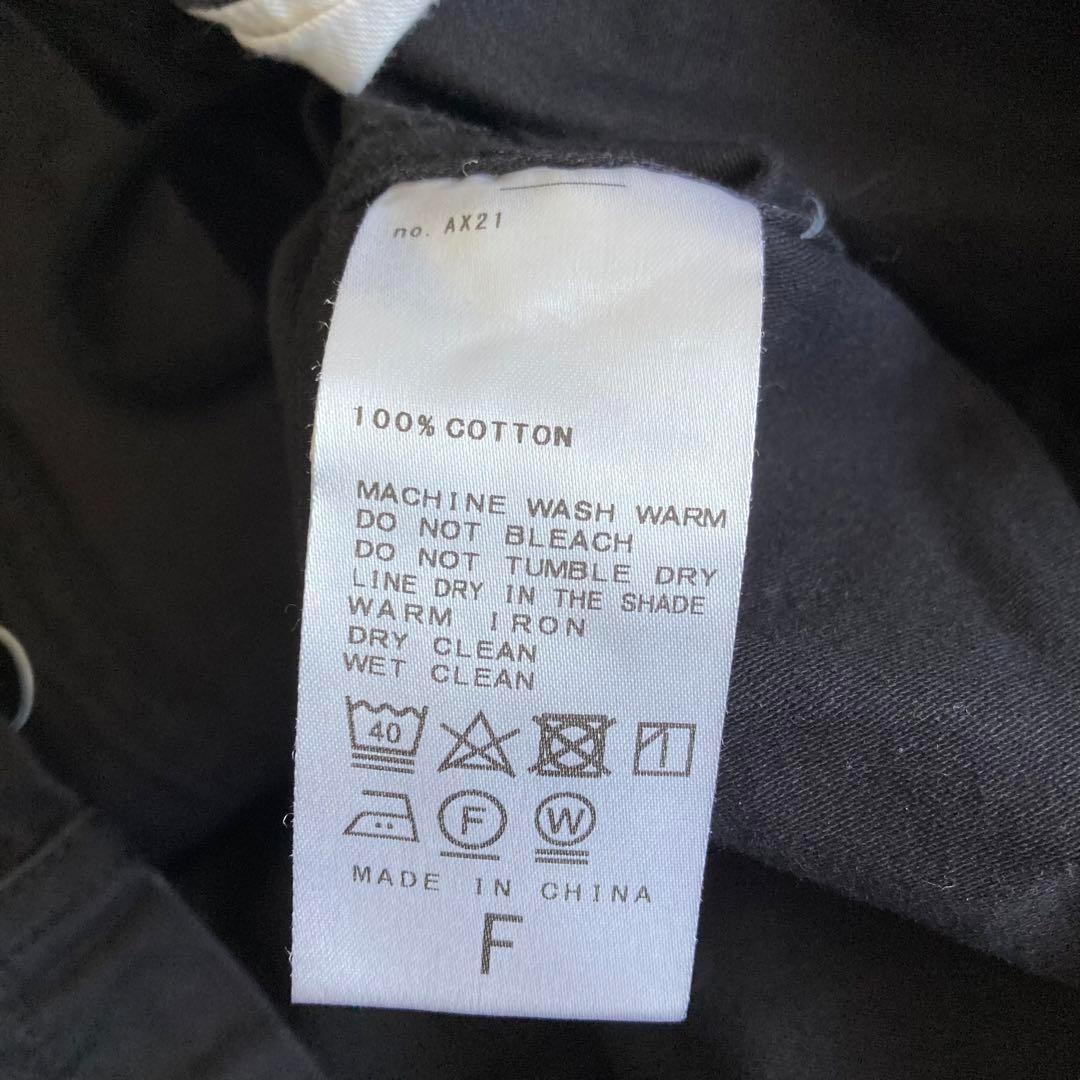 no. AX21
100% COTTON
MACHINE WASH WARM
DO NOT BLEACH
DO NOT TUMBLE DRY
LINE DRY IN THE SHADE
WARM IRON
DRY CLEAN
WET CLEAN
40
F W
MADE IN CHINA
F